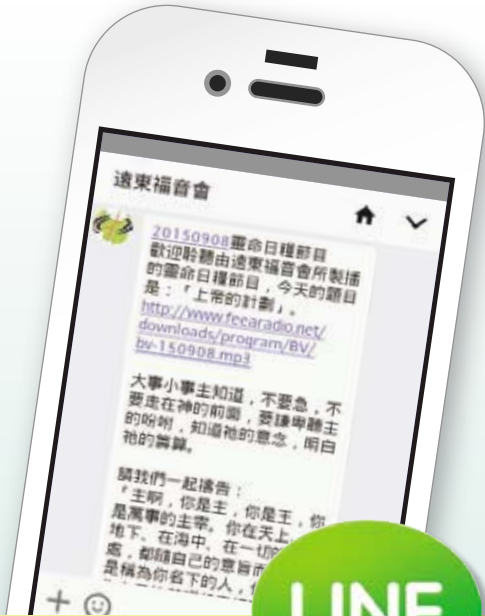 遠東福音會
20150908靈命日糧節目
歡迎聆聽由遠東福音會所製播
的靈命日糧節目，今天的題目
是：「上帝的計劃」。
http://www.feearadio.net/
downloads/program/BV/
bv-150908.mp3
大事小事主知道，不要急，不
要走在神的前面，要謙卑聽主
的吩咐，知道祂的意念，明白
祂的籌算。
請我們一起禱告：
「主啊，你是主，你是王，你
是萬事的主宰。你在天上、
地下、在海中、在一切的
處，都隨自己的意旨而
是稱為你名下的人，
LINE